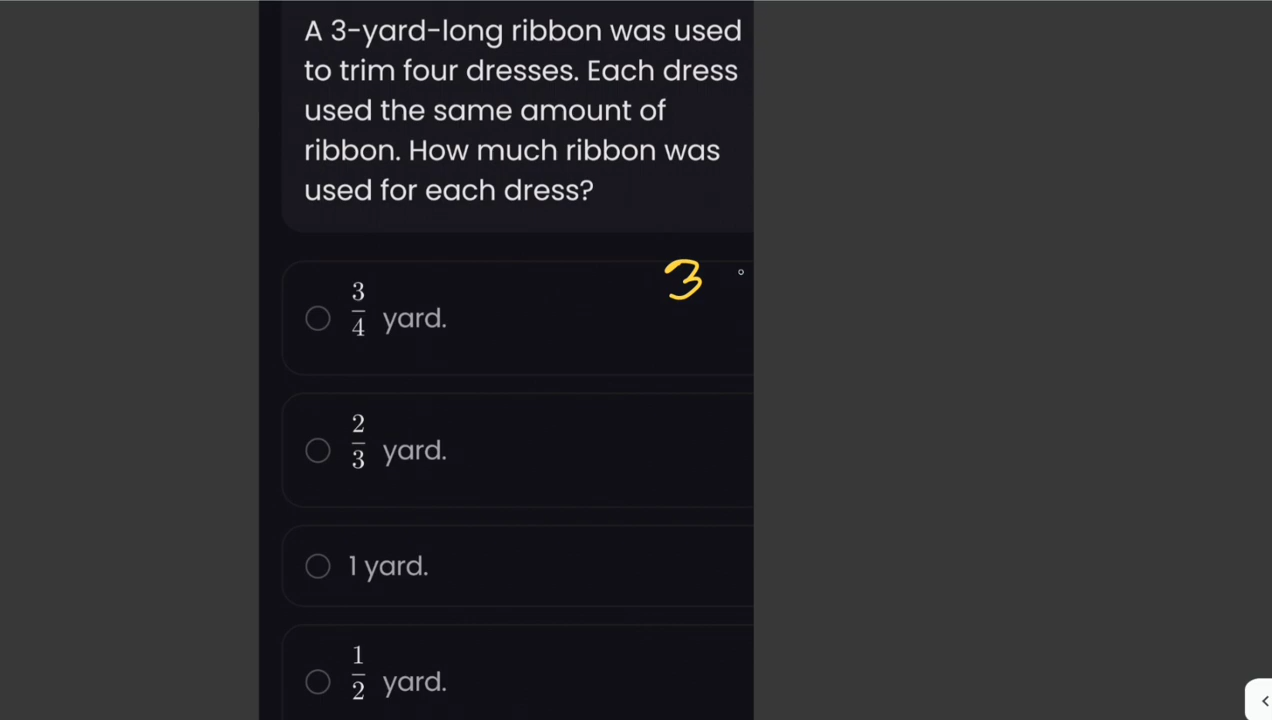 A 3-yard-long ribbon was used
to trim four dresses. Each dress
used the same amount of
ribbon. How much ribbon was
used for each dress?
3
3/4 yard.
2/3 yard.
1 yard.
1/2 yard.